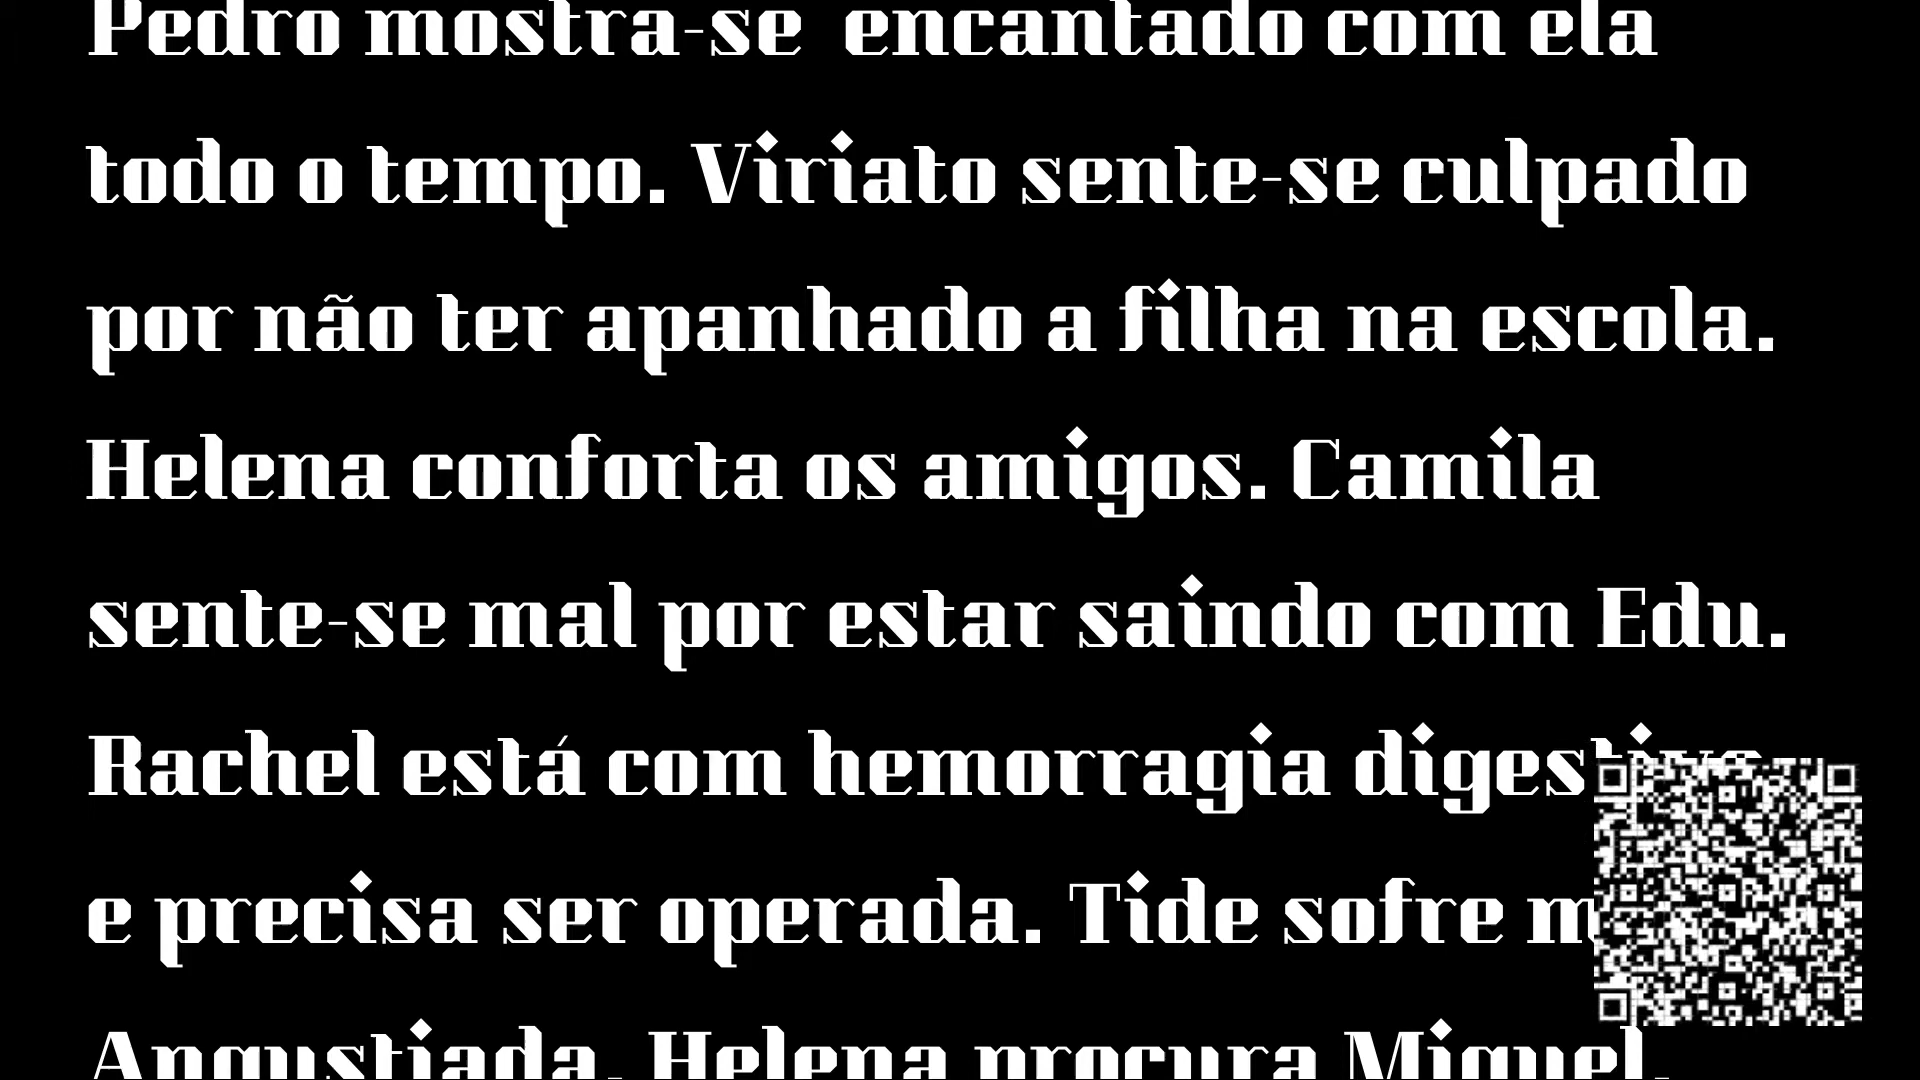 Pedro mostra-se encantado com ela
todo o tempo. Viriato sente-se culpado
por não ter apanhado a filha na escola.
Helena conforta os amigos. Camila
sente-se mal por estar saindo com Edu.
Rachel está com hemorragia digestiva
e precisa ser operada. Tide sofre
Angustiada, Helena procura Miguel.